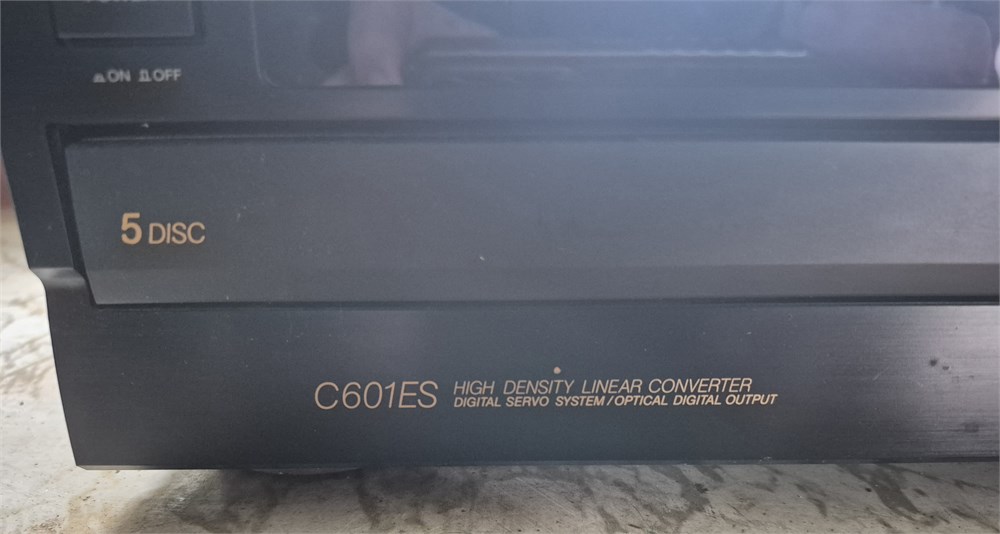 ON OFF
5 DISC
C601ES HIGH DENSITY LINEAR CONVERTER
DIGITAL SERVO SYSTEM/OPTICAL DIGITAL OUTPUT